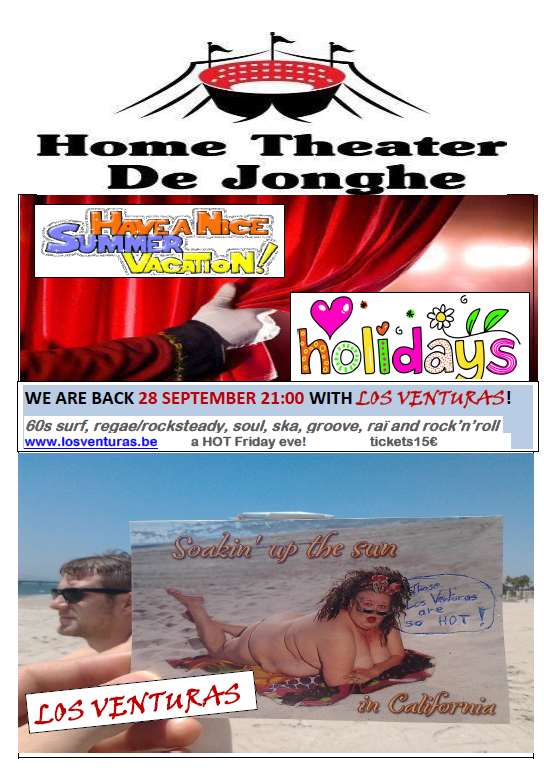 Home Theater
De Jonghe
HAVE A NICE
SUMMER
VACATION!
holidays
WE ARE BACK 28 SEPTEMBER 21:00 WITH LOS VENTURAS!
60s surf, regae/rocksteady, soul, ska, groove, raï and rock'n'roll
www.losventuras.be a HOT Friday eve! tickets15€
Soakin' up the sun
Those
Los Venturas
are
so HOT!
in California
LOS VENTURAS